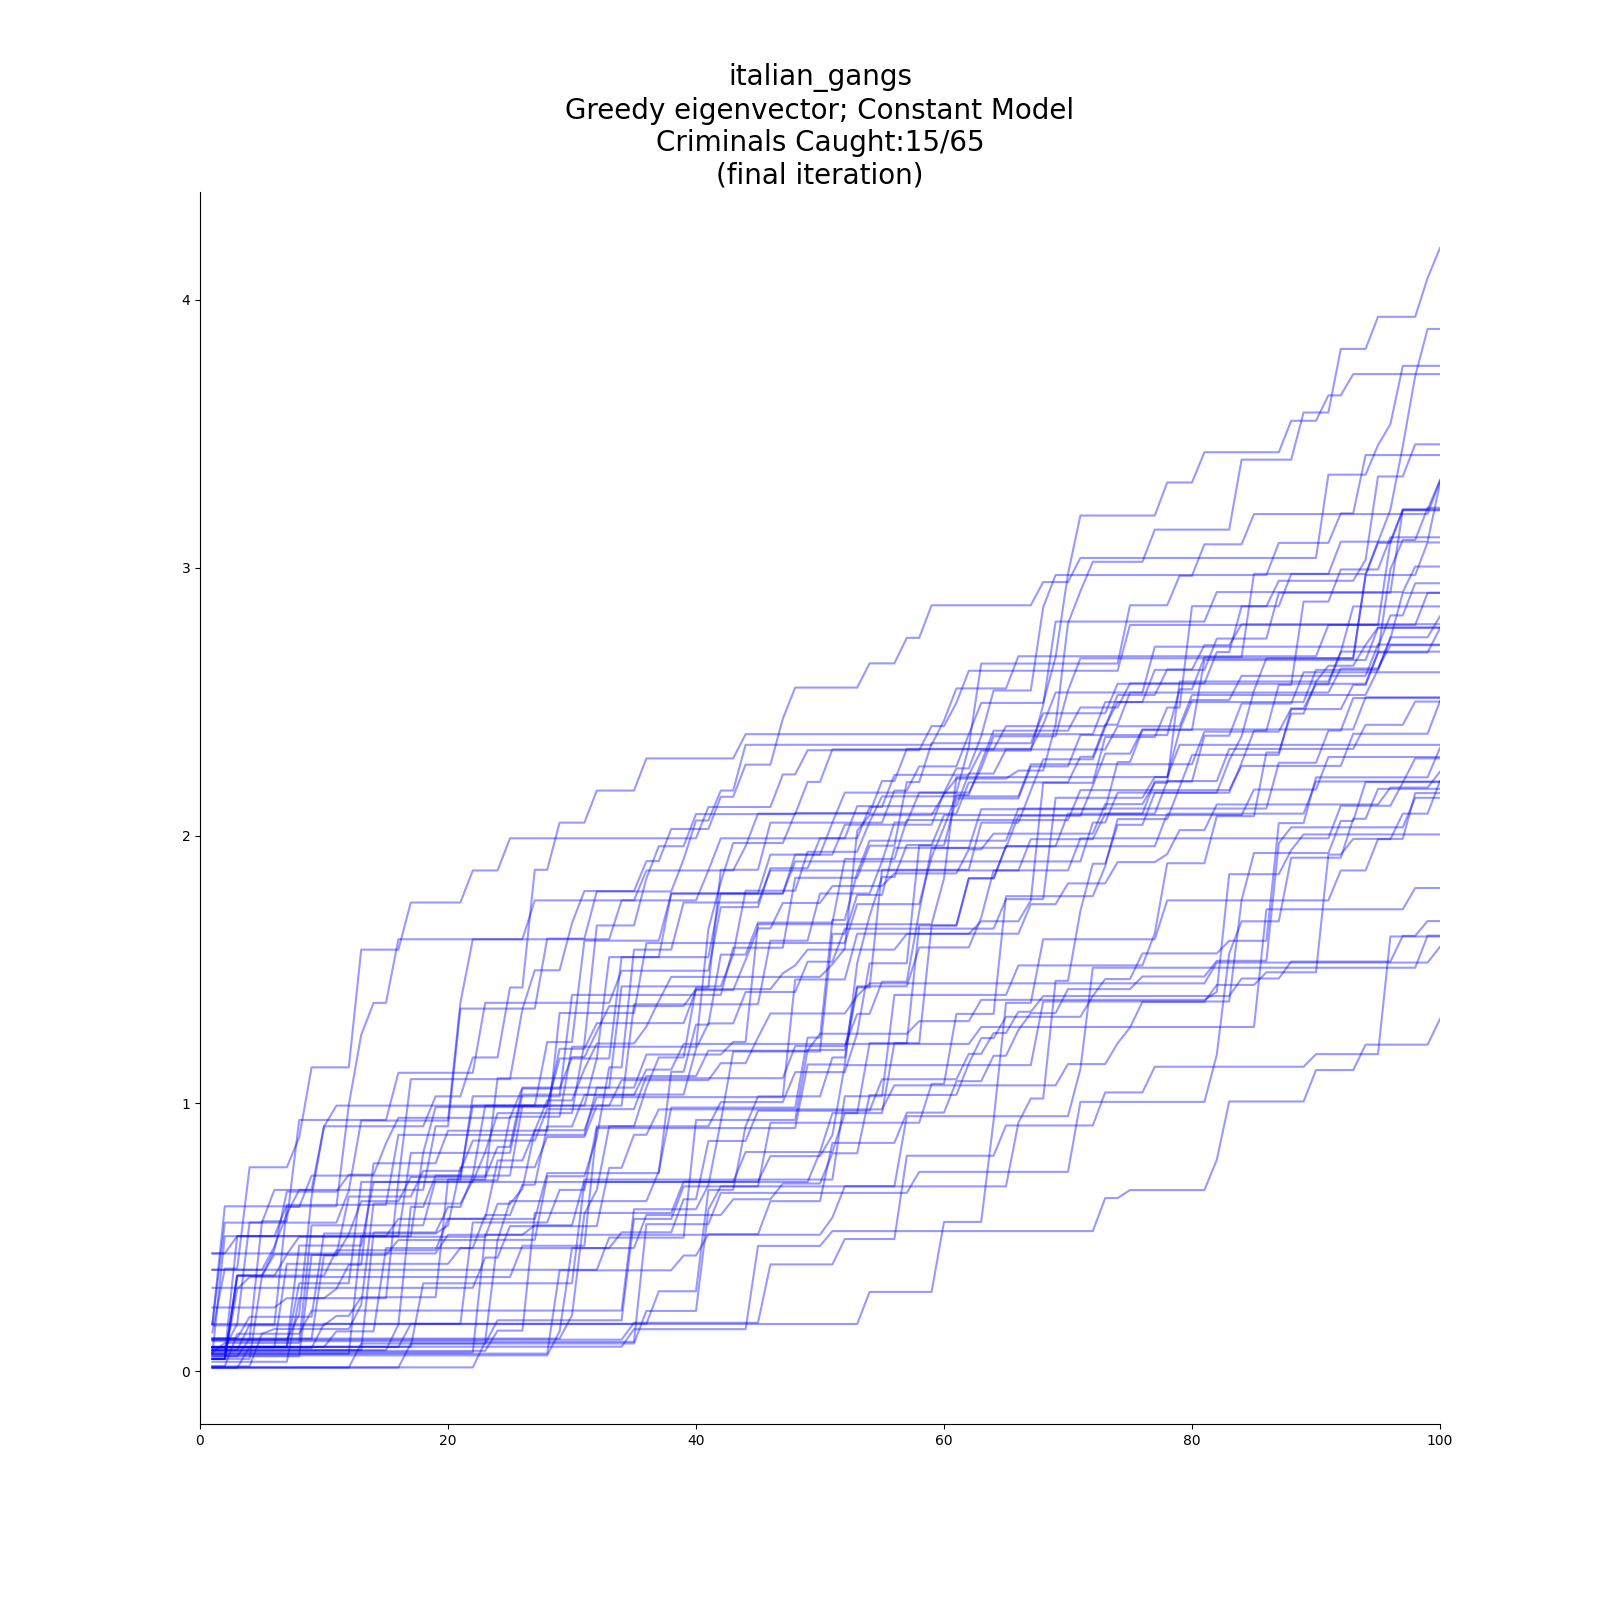 italian_gangs
Greedy eigenvector; Constant Model
Criminals Caught:15/65
(final iteration)
4
3
2
1
0
0 20 40 60 80 100